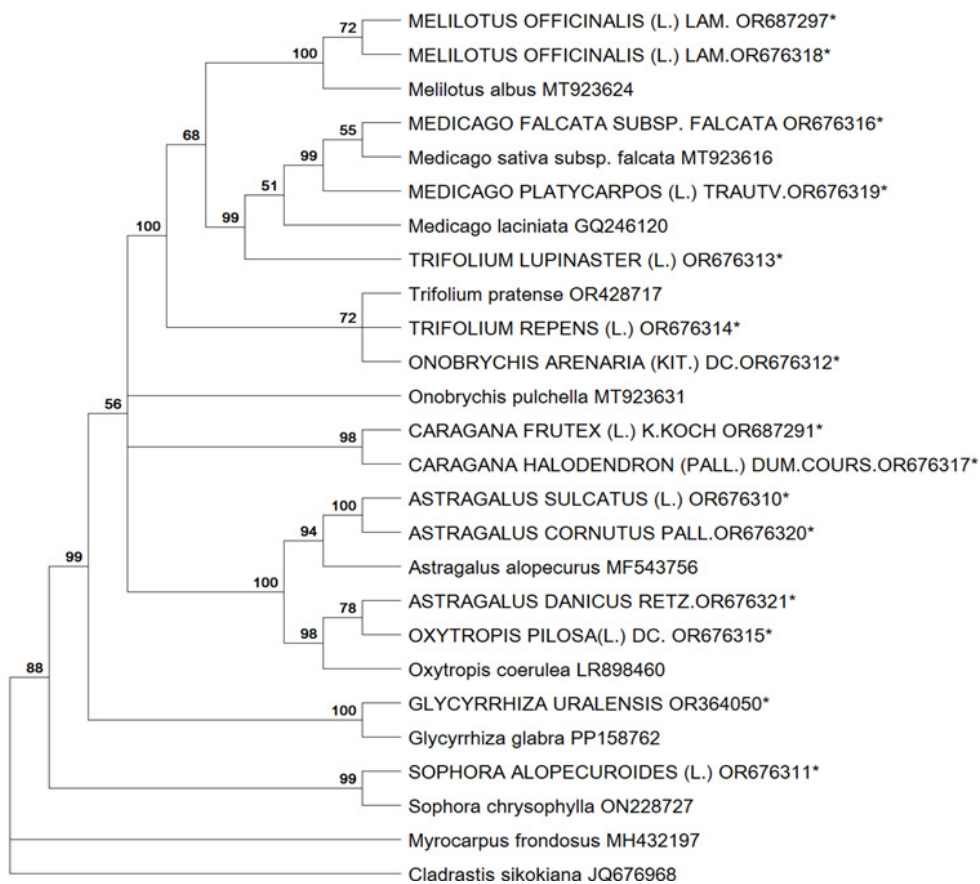 72
MELILOTUS OFFICINALIS (L.) LAM. OR687297*
100
MELILOTUS OFFICINALIS (L.) LAM.OR676318*
Melilotus albus MT923624
68
55
MEDICAGO FALCATA SUBSP. FALCATA OR676316*
99
Medicago sativa subsp. falcata MT923616
51
MEDICAGO PLATYCARPOS (L.) TRAUTV.OR676319*
100
99
Medicago laciniata GQ246120
TRIFOLIUM LUPINASTER (L.) OR676313*
Trifolium pratense OR428717
72
TRIFOLIUM REPENS (L.) OR676314*
ONOBRYCHIS ARENARIA (KIT.) DC.OR676312*
56
Onobrychis pulchella MT923631
98
CARAGANA FRUTEX (L.) K.KOCH OR687291*
CARAGANA HALODENDRON (PALL.) DUM.COURS.OR676317*
100
ASTRAGALUS SULCATUS (L.) OR676310*
94
ASTRAGALUS CORNUTUS PALL.OR676320*
99
100
Astragalus alopecurus MF543756
78
ASTRAGALUS DANICUS RETZ.OR676321*
98
OXYTROPIS PILOSA(L.) DC. OR676315*
88
Oxytropis coerulea LR898460
100
GLYCYRRHIZA URALENSIS OR364050*
Glycyrrhiza glabra PP158762
99
SOPHORA ALOPECUROIDES (L.) OR676311*
Sophora chrysophylla ON228727
Myrocarpus frondosus MH432197
Cladrastis sikokiana JQ676968